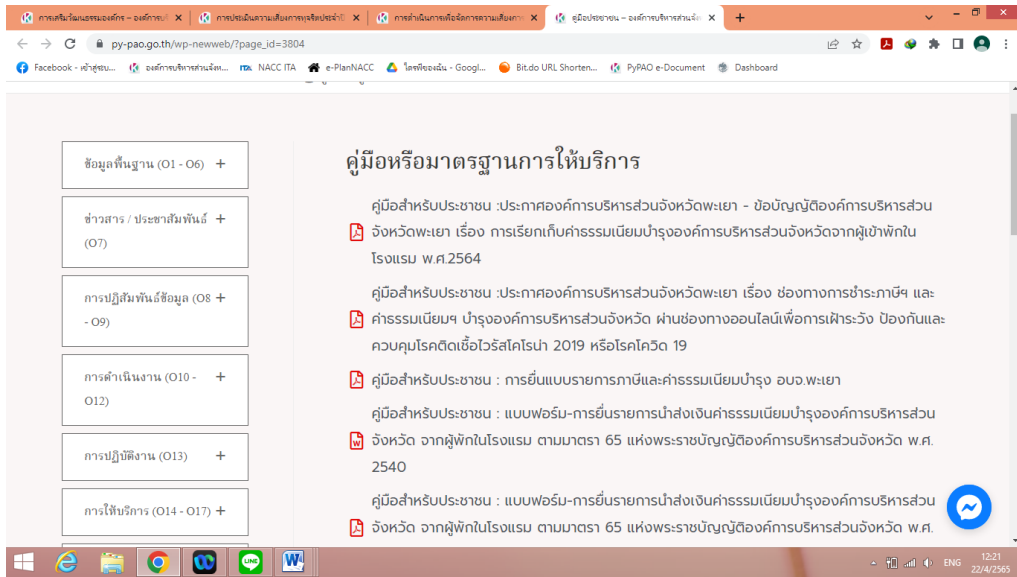 การเสริมวัฒนธรรมองค์กร – องค์การบริ
การประเมินความเสี่ยงการทุจริตประจำปี
การดำเนินการเพื่อจัดการความเสี่ยงการ
คู่มือประชาชน – องค์การบริหารส่วนจัง
py-pao.go.th/wp-newweb/?page_id=3804
Facebook - เข้าสู่ระบ...
องค์การบริหารส่วนจังห...
ITA
NACC ITA
e-PlanNACC
ไดรฟ์ของฉัน - Googl...
Bit.do URL Shorten...
PyPAO e-Document
Dashboard
ข้อมูลพื้นฐาน (O1 - O6) +
ข่าวสาร / ประชาสัมพันธ์ +
(O7)
การปฏิสัมพันธ์ข้อมูล (O8 +
- O9)
การดำเนินงาน (O10 - +
O12)
การปฏิบัติงาน (O13) +
การให้บริการ (O14 - O17) +
คู่มือหรือมาตรฐานการให้บริการ
คู่มือสำหรับประชาชน :ประกาศองค์การบริหารส่วนจังหวัดพะเยา - ข้อบัญญัติองค์การบริหารส่วน
จังหวัดพะเยา เรื่อง การเรียกเก็บค่าธรรมเนียมบำรุงองค์การบริหารส่วนจังหวัดจากผู้เข้าพักใน
โรงแรม พ.ศ.2564
คู่มือสำหรับประชาชน :ประกาศองค์การบริหารส่วนจังหวัดพะเยา เรื่อง ช่องทางการชำระภาษีฯ และ
ค่าธรรมเนียมฯ บำรุงองค์การบริหารส่วนจังหวัด ผ่านช่องทางออนไลน์เพื่อการเฝ้าระวัง ป้องกันและ
ควบคุมโรคติดเชื้อไวรัสโคโรน่า 2019 หรือโรคโควิด 19
คู่มือสำหรับประชาชน : การยื่นแบบรายการภาษีและค่าธรรมเนียมบำรุง อบจ.พะเยา
คู่มือสำหรับประชาชน : แบบฟอร์ม-การยื่นรายการนำส่งเงินค่าธรรมเนียมบำรุงองค์การบริหารส่วน
จังหวัด จากผู้พักในโรงแรม ตามมาตรา 65 แห่งพระราชบัญญัติองค์การบริหารส่วนจังหวัด พ.ศ.
2540
คู่มือสำหรับประชาชน : แบบฟอร์ม-การยื่นรายการนำส่งเงินค่าธรรมเนียมบำรุงองค์การบริหารส่วน
จังหวัด จากผู้พักในโรงแรม ตามมาตรา 65 แห่งพระราชบัญญัติองค์การบริหารส่วนจังหวัด พ.ศ.
LINE
ENG
12:21
22/4/2565